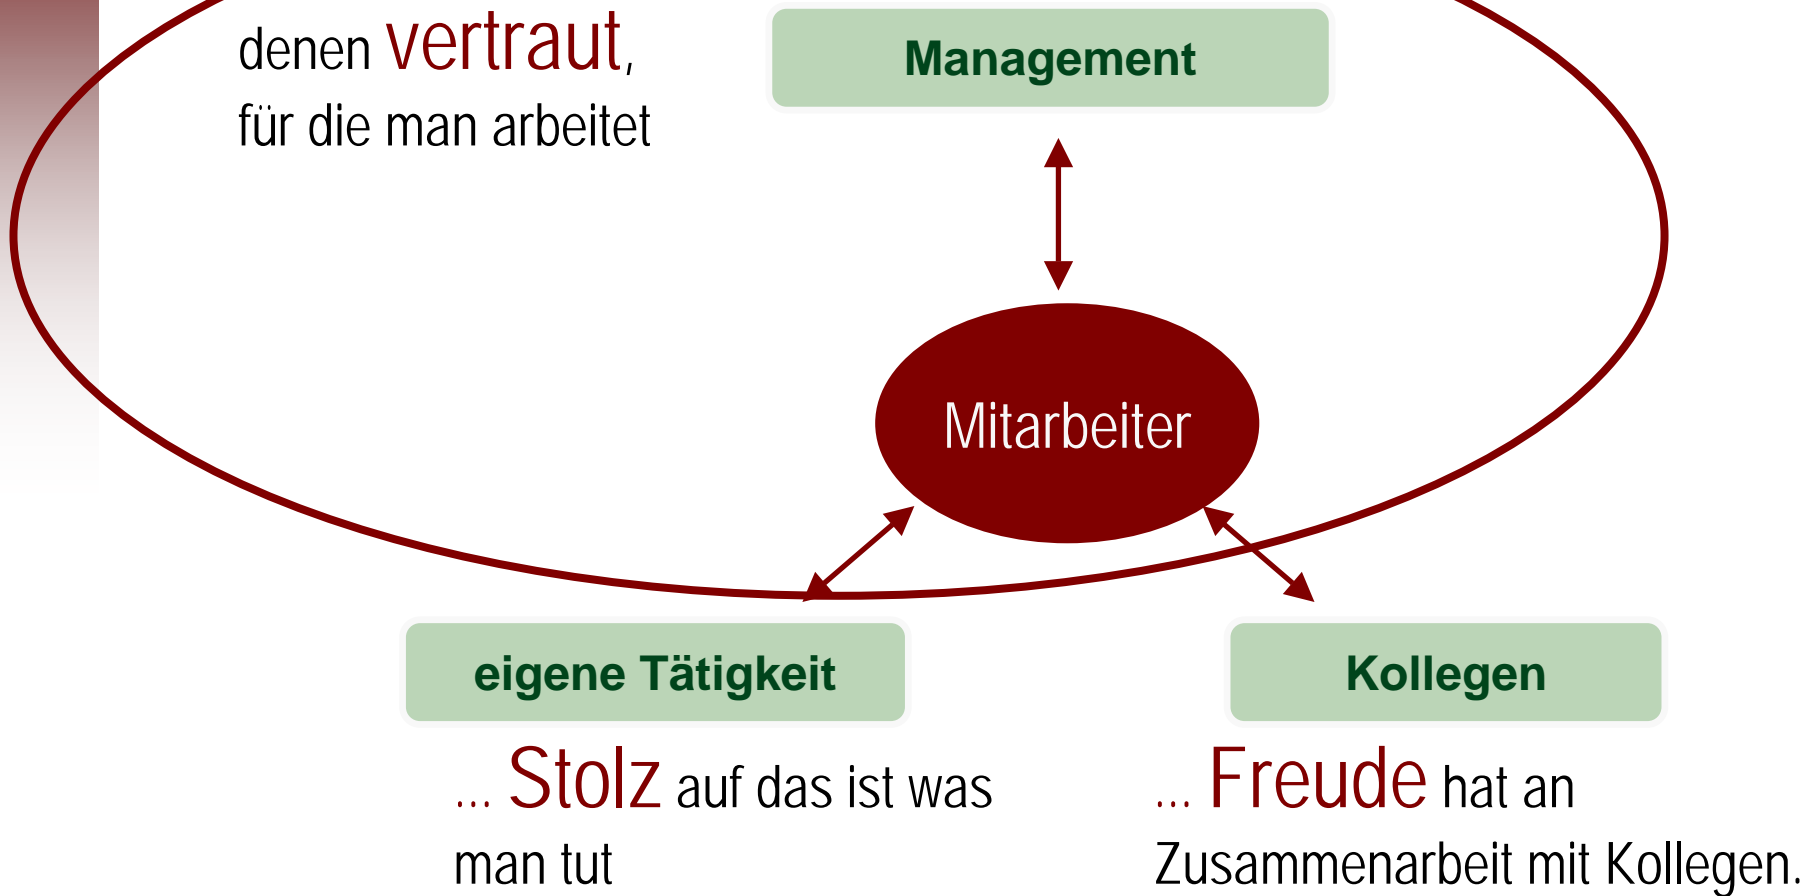 denen vertraut,
für die man arbeitet
Management
Mitarbeiter
eigene Tätigkeit
Kollegen
... Stolz auf das ist was
man tut
... Freude hat an
Zusammenarbeit mit Kollegen.